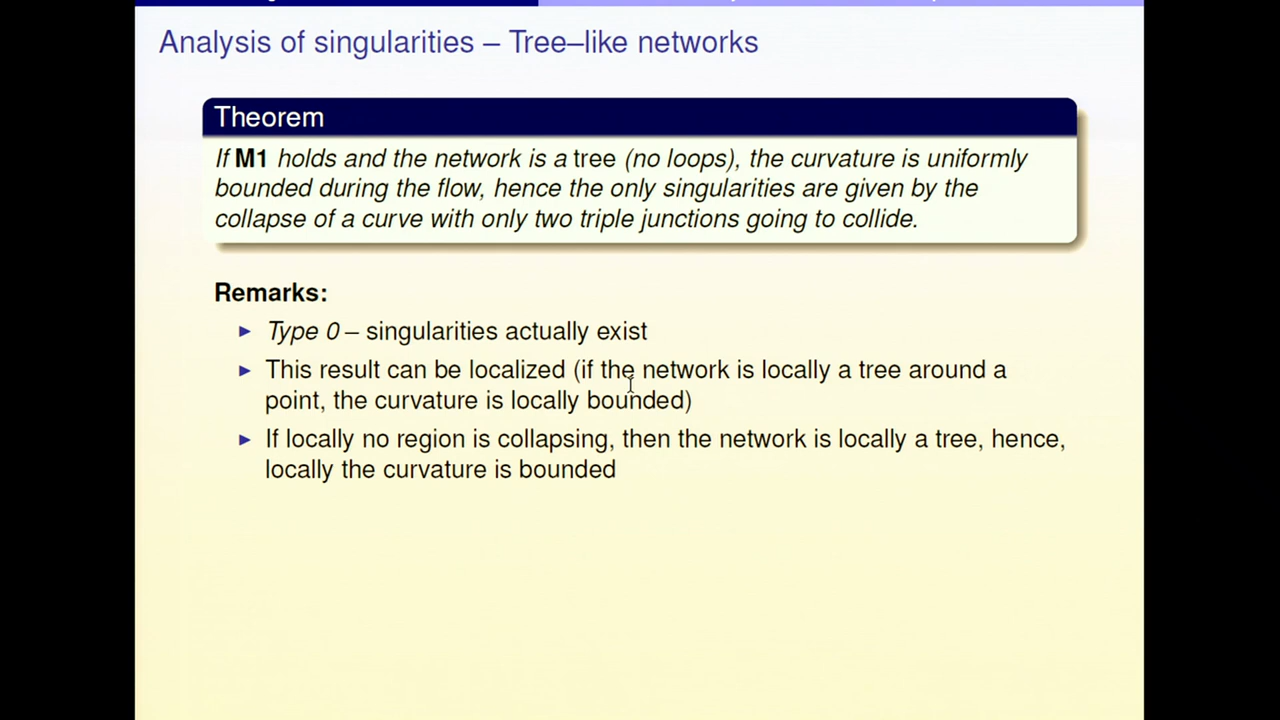 Analysis of singularities – Tree–like networks
Theorem
If M1 holds and the network is a tree (no loops), the curvature is uniformly
bounded during the flow, hence the only singularities are given by the
collapse of a curve with only two triple junctions going to collide.
Remarks:
► Type 0 – singularities actually exist
► This result can be localized (if the network is locally a tree around a
point, the curvature is locally bounded)
► If locally no region is collapsing, then the network is locally a tree, hence,
locally the curvature is bounded